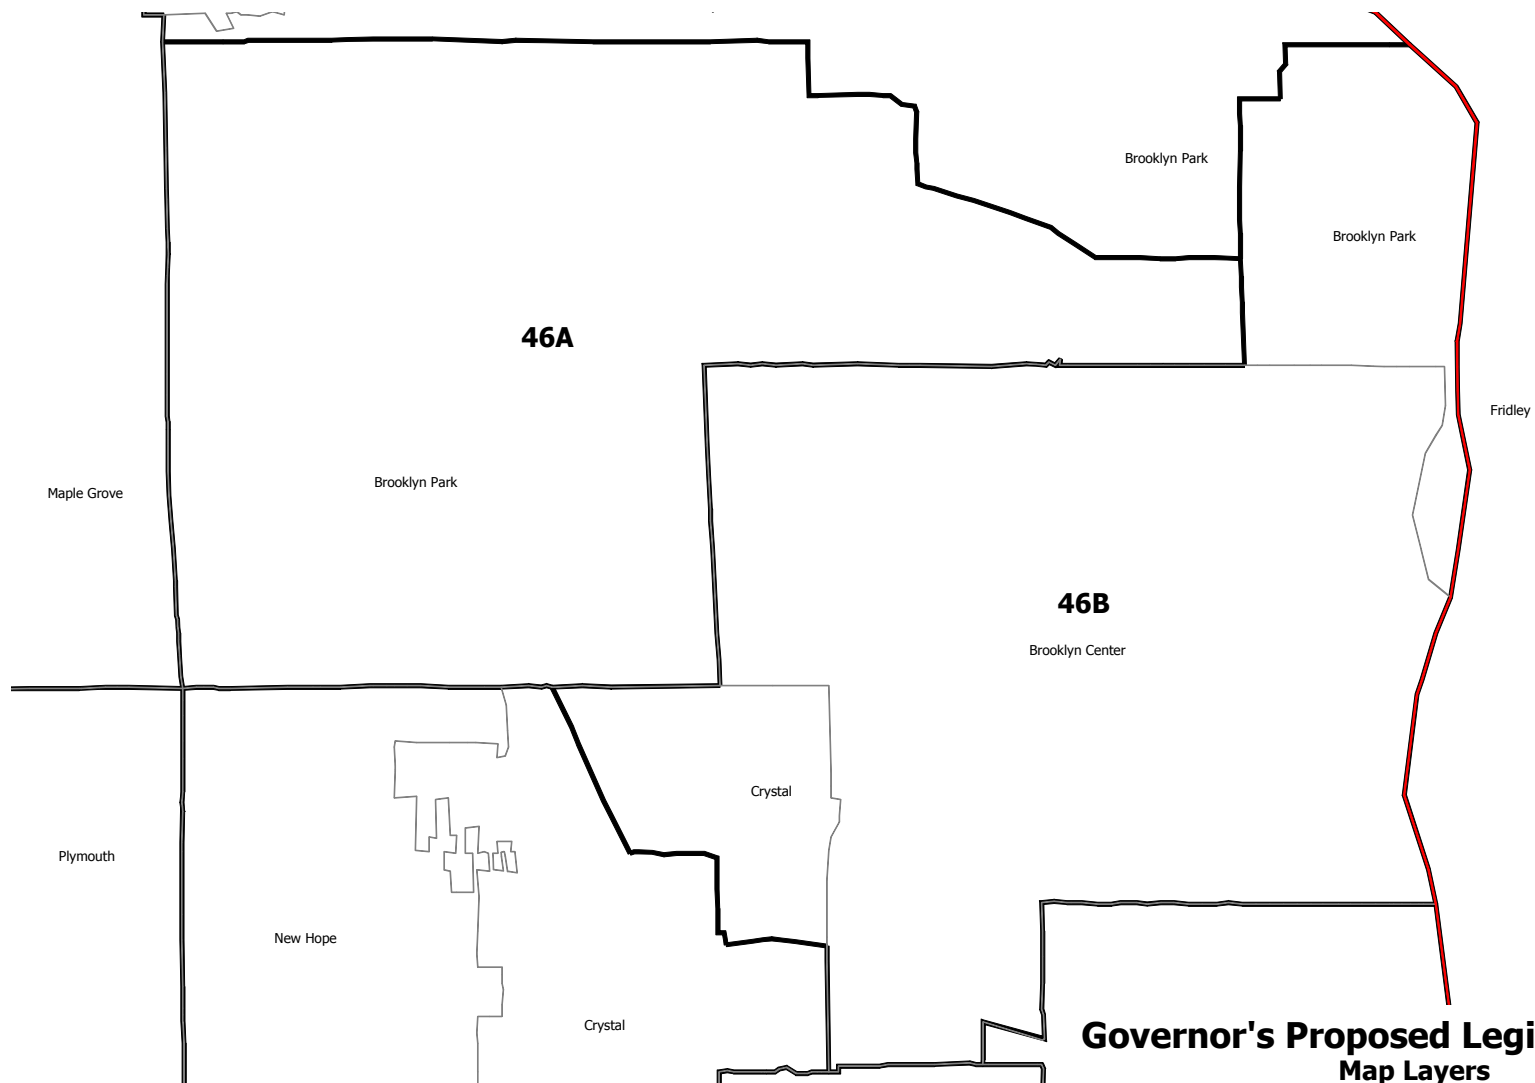 Brooklyn Park
Brooklyn Park
46A
Fridley
Brooklyn Park
Maple Grove
46B
Brooklyn Center
Crystal
Plymouth
New Hope
Crystal
Governor's Proposed Legi
Map Layers